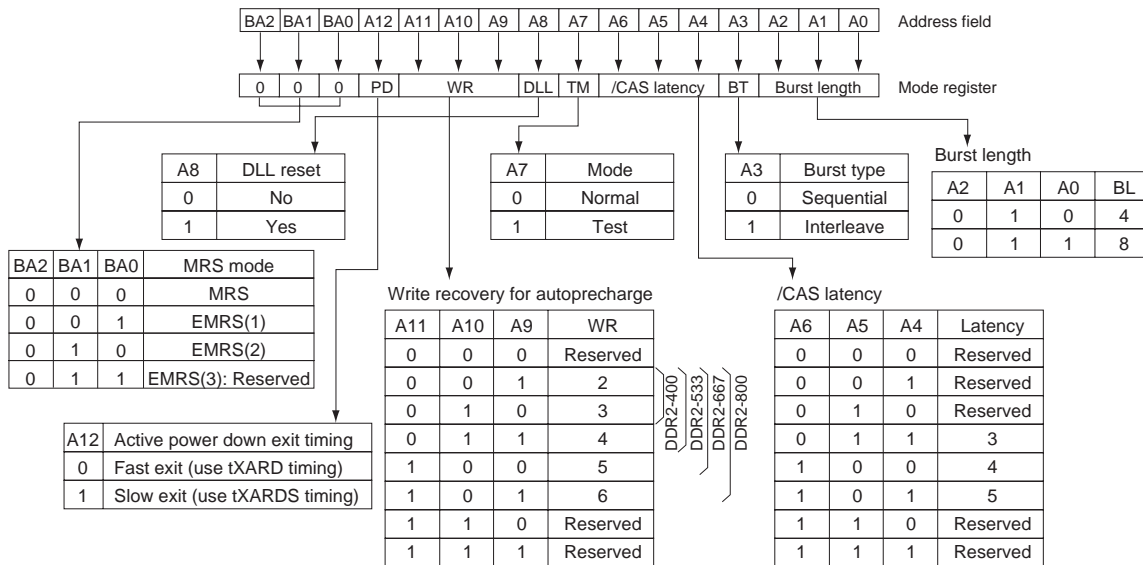 BA2 BA1 BA0 A12 A11 A10 A9 A8 A7 A6 A5 A4 A3 A2 A1 A0 Address field
0 0 0 PD WR DLL TM /CAS latency BT Burst length Mode register
A8 DLL reset
0 No
1 Yes
A7 Mode
0 Normal
1 Test
A3 Burst type
0 Sequential
1 Interleave
Burst length
A2 A1 A0 BL
0 1 0 4
0 1 1 8
BA2 BA1 BA0 MRS mode
0 0 0 MRS
0 0 1 EMRS(1)
0 1 0 EMRS(2)
0 1 1 EMRS(3): Reserved
A12 Active power down exit timing
0 Fast exit (use tXARD timing)
1 Slow exit (use tXARDS timing)
Write recovery for autoprecharge
A11 A10 A9 WR
0 0 0 Reserved
0 0 1 2
0 1 0 3
0 1 1 4
1 0 0 5
1 0 1 6
1 1 0 Reserved
1 1 1 Reserved
DDR2-400
DDR2-533
DDR2-667
DDR2-800
/CAS latency
A6 A5 A4 Latency
0 0 0 Reserved
0 0 1 Reserved
0 1 0 Reserved
0 1 1 3
1 0 0 4
1 0 1 5
1 1 0 Reserved
1 1 1 Reserved